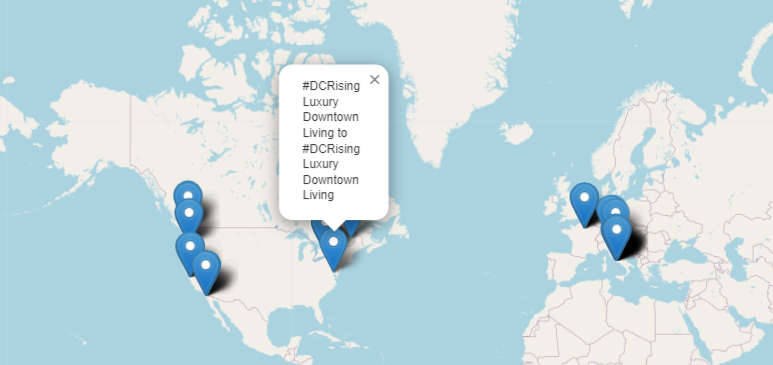 #DCRising
Luxury
Downtown
Living to
#DCRising
Luxury
Downtown
Living